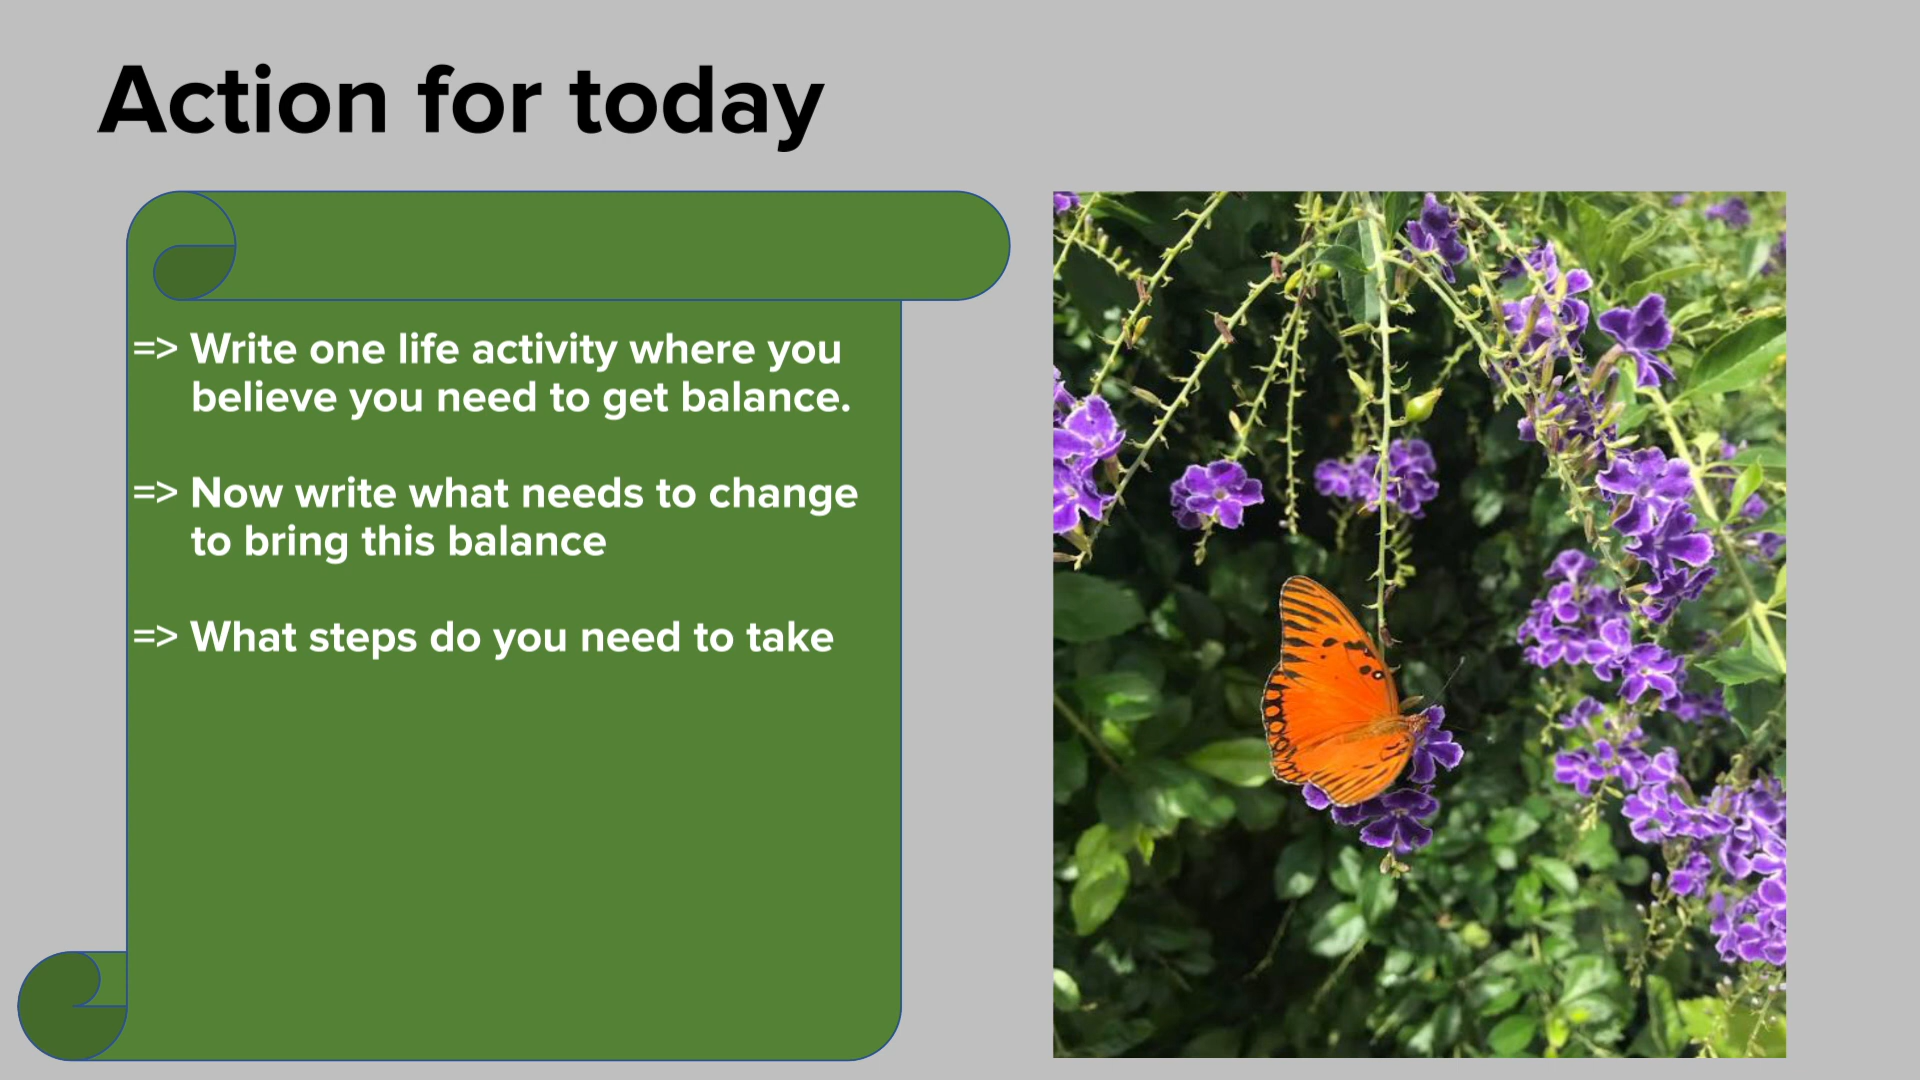 Action for today
=> Write one life activity where you
believe you need to get balance.
=> Now write what needs to change
to bring this balance
=> What steps do you need to take